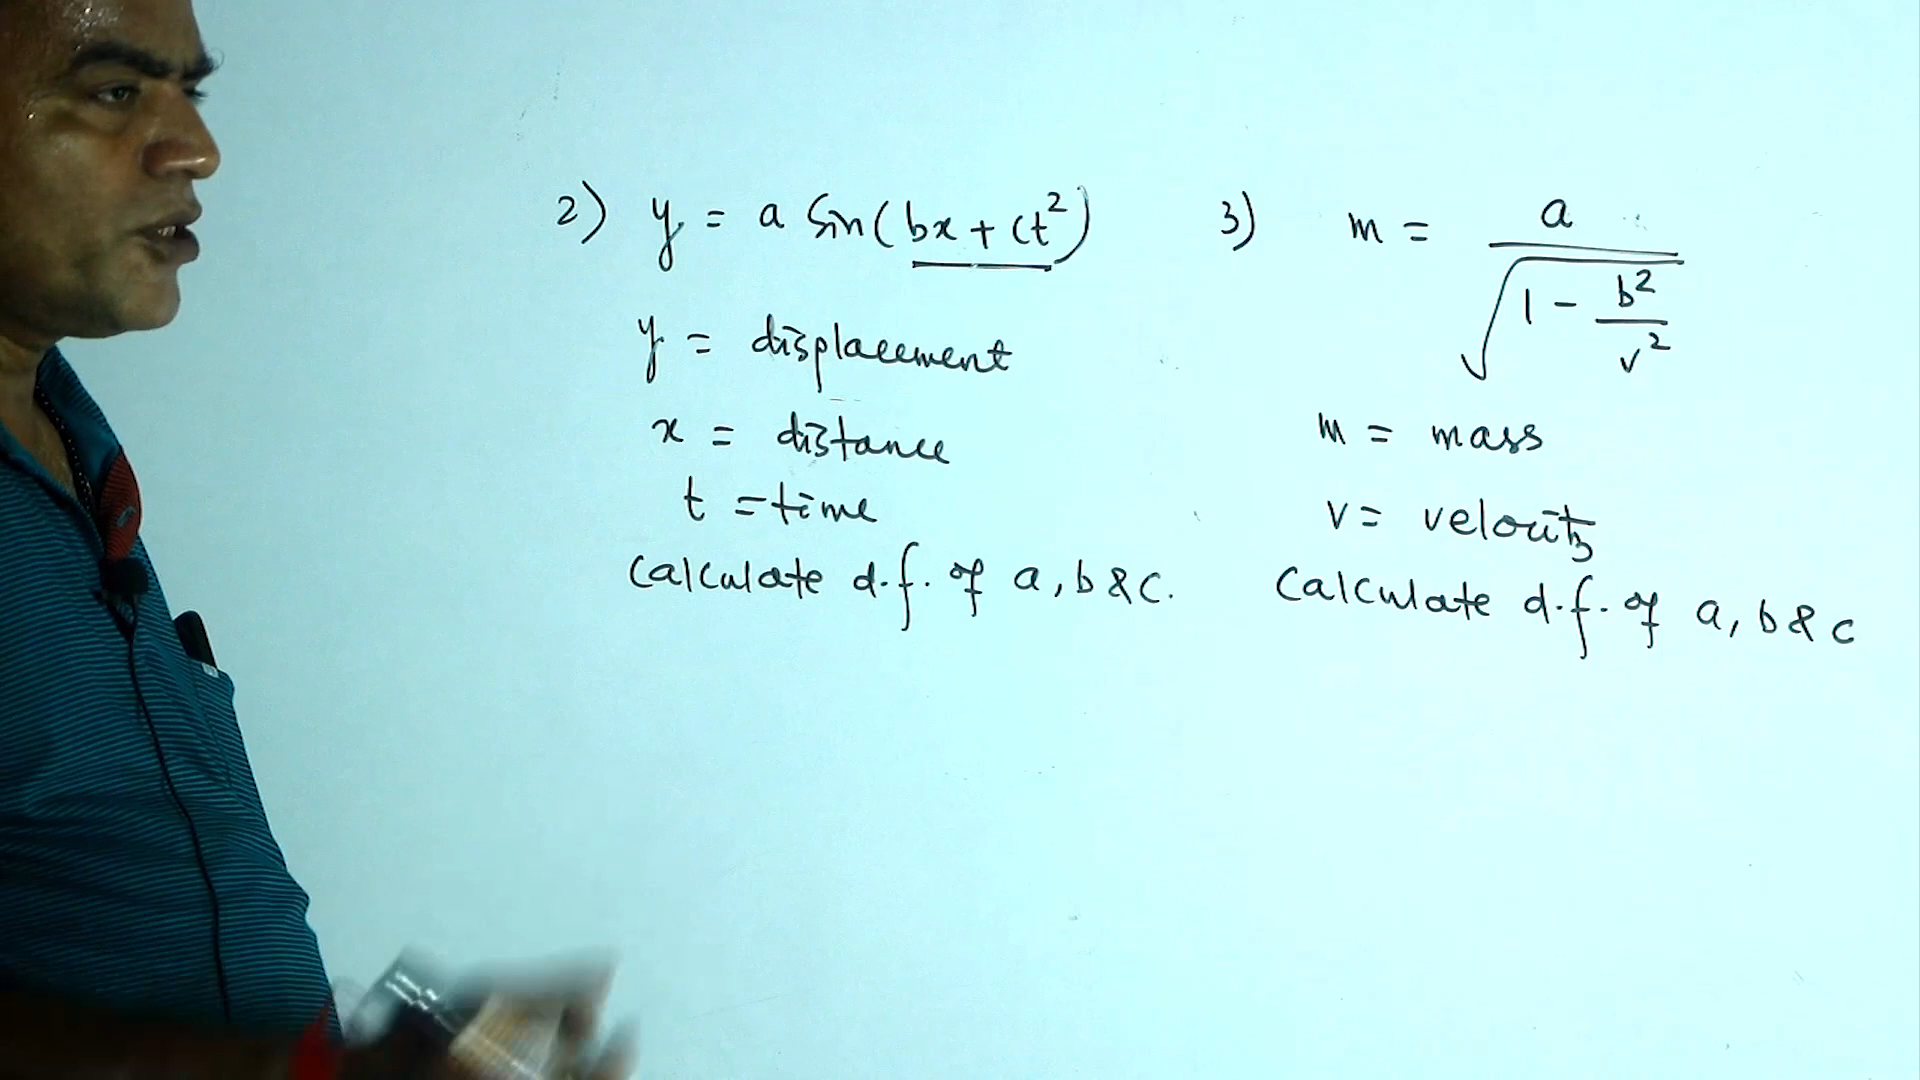 2) y = a Sin(bx + ct²)
y = displacement
x = distance
t = time
Calculate d.f. of a, b & c.
3) m = a / √(1 - b²/v²)
m = mass
v = velocity
Calculate d.f. of a, b & c